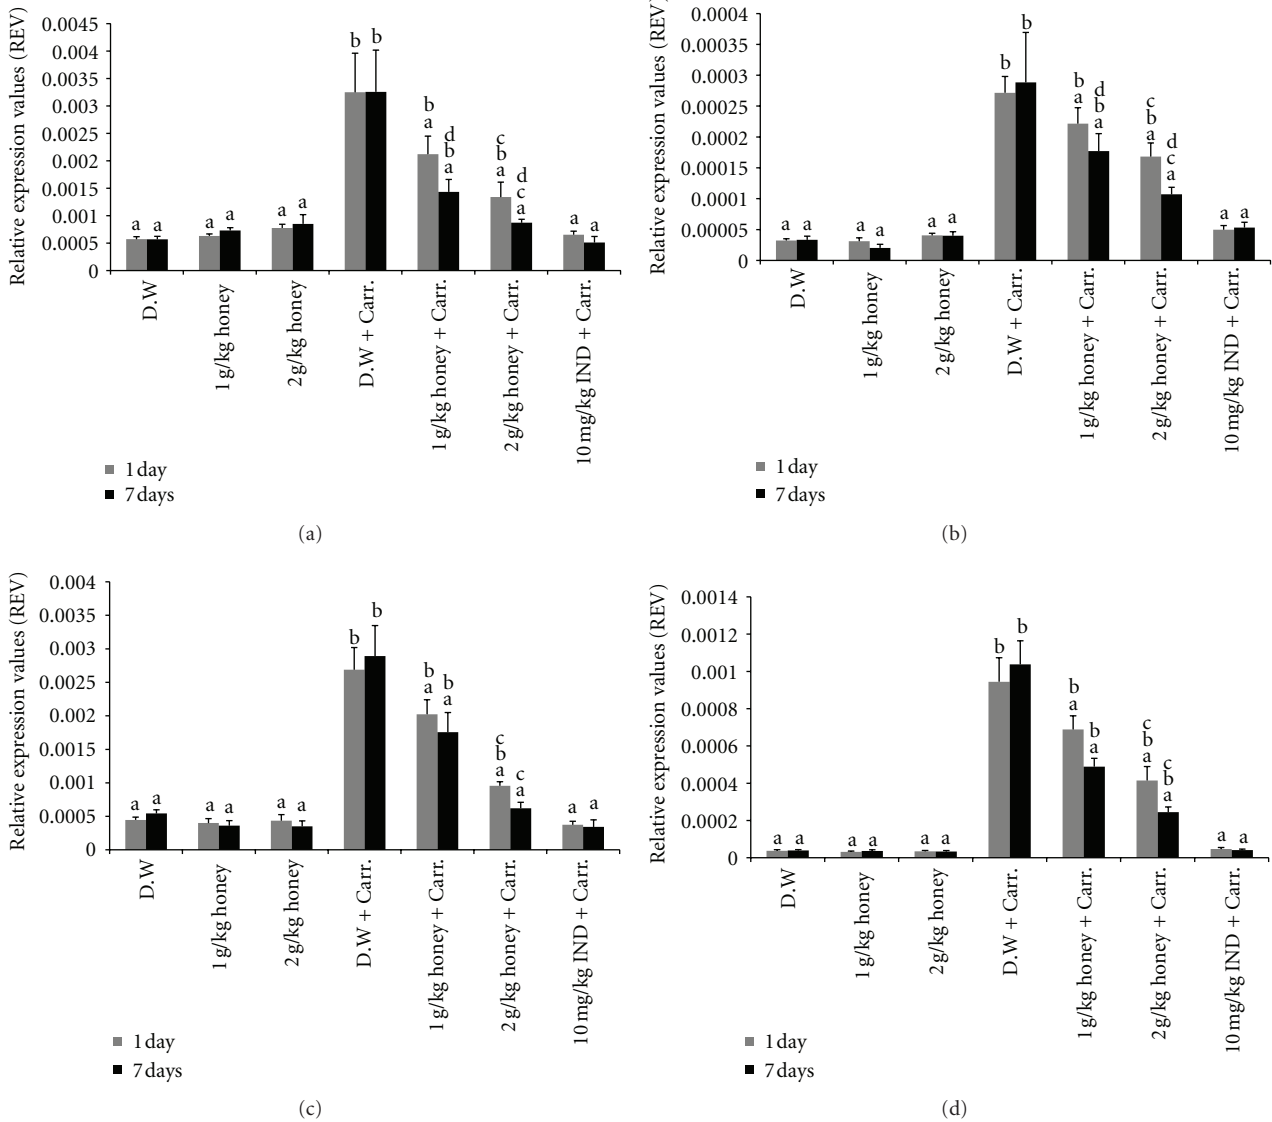 Relative expression values (REV)
0.0045
0.004
0.0035
0.003
0.0025
0.002
0.0015
0.001
0.0005
0
a a
a a
a a
b b
b
a
d
b
a
c
b
a
d
c
a
a a
D.W
1 g/kg honey
2 g/kg honey
D.W + Carr.
1 g/kg honey + Carr.
2 g/kg honey + Carr.
10 mg/kg IND + Carr.
1 day
7 days
(a)
Relative expression values (REV)
0.0004
0.00035
0.0003
0.00025
0.0002
0.00015
0.0001
0.00005
0
a a
a a
a a
b b
b
a
d
b
a
c
b
a
d
c
a
a a
D.W
1 g/kg honey
2 g/kg honey
D.W + Carr.
1 g/kg honey + Carr.
2 g/kg honey + Carr.
10 mg/kg IND + Carr.
1 day
7 days
(b)
Relative expression values (REV)
0.004
0.0035
0.003
0.0025
0.002
0.0015
0.001
0.0005
0
a a
a a
a a
b b
b
a
b
a
c
b
a
c
a
a a
D.W
1 g/kg honey
2 g/kg honey
D.W + Carr.
1 g/kg honey + Carr.
2 g/kg honey + Carr.
10 mg/kg IND + Carr.
1 day
7 days
(c)
Relative expression values (REV)
0.0014
0.0012
0.001
0.0008
0.0006
0.0004
0.0002
0
a a
a a
a a
b b
b
a
b
a
c
b
a
c
b
a
a a
D.W
1 g/kg honey
2 g/kg honey
D.W + Carr.
1 g/kg honey + Carr.
2 g/kg honey + Carr.
10 mg/kg IND + Carr.
1 day
7 days
(d)